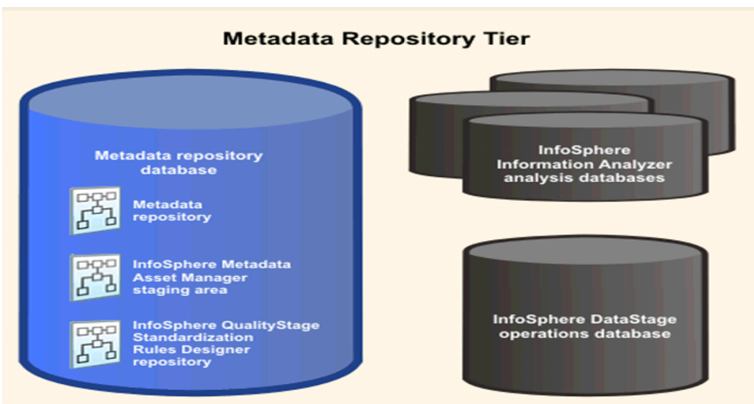 Metadata Repository Tier
Metadata repository
database
Metadata
repository
InfoSphere Metadata
Asset Manager
staging area
InfoSphere QualityStage
Standardization
Rules Designer
repository
InfoSphere
Information Analyzer
analysis databases
InfoSphere DataStage
operations database